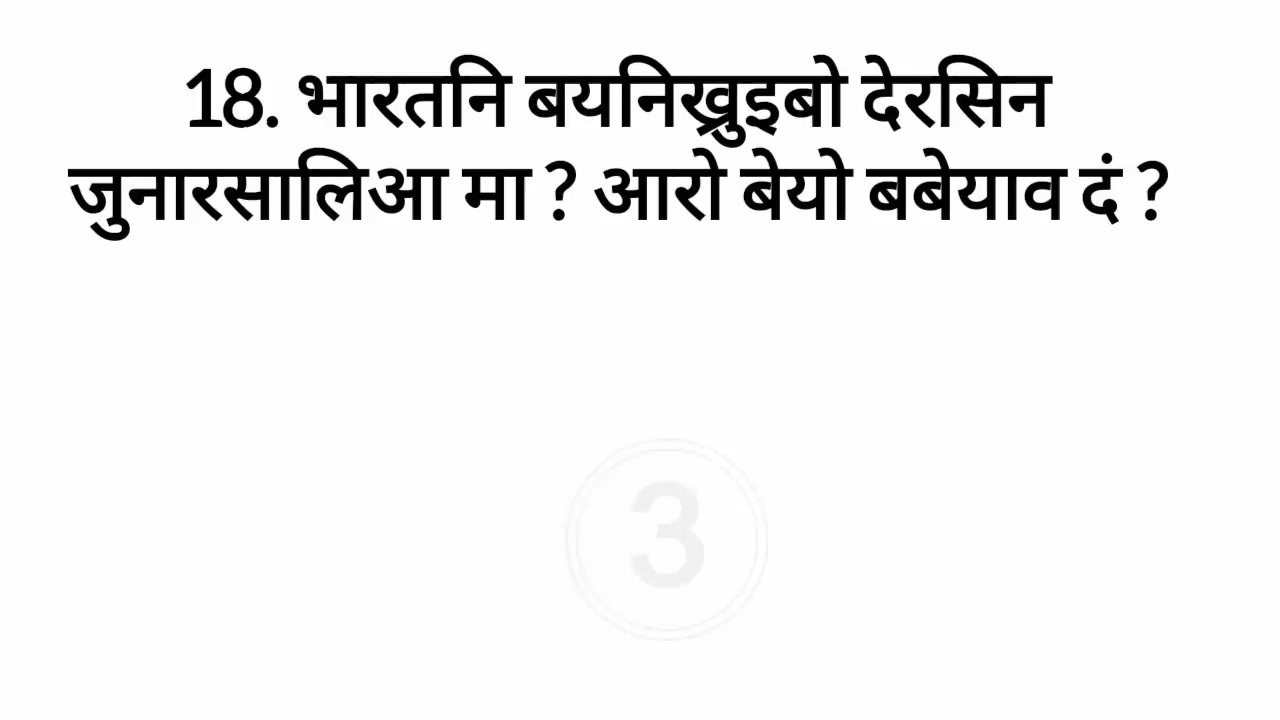 18. भारतनि बयनिख्रुइबो देरसिन
जुनारसालिआ मा ? आरो बेयो बबेयाव दं ?
3